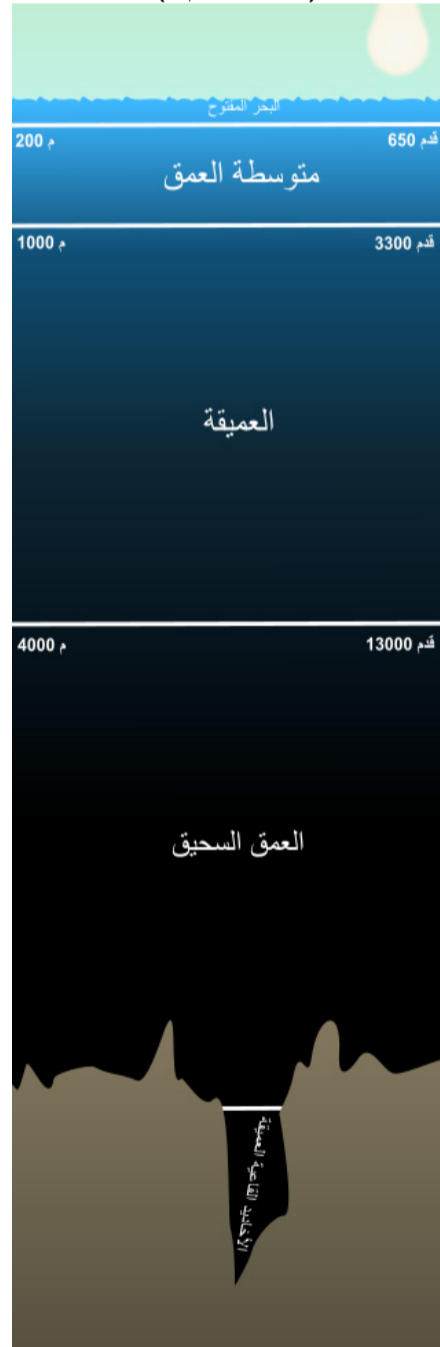 البحر المفتوح
200 م
650 قدم
متوسطة العمق
1000 م
3300 قدم
العميقة
4000 م
13000 قدم
العمق السحيق
الأخاديد القاعية العميقة